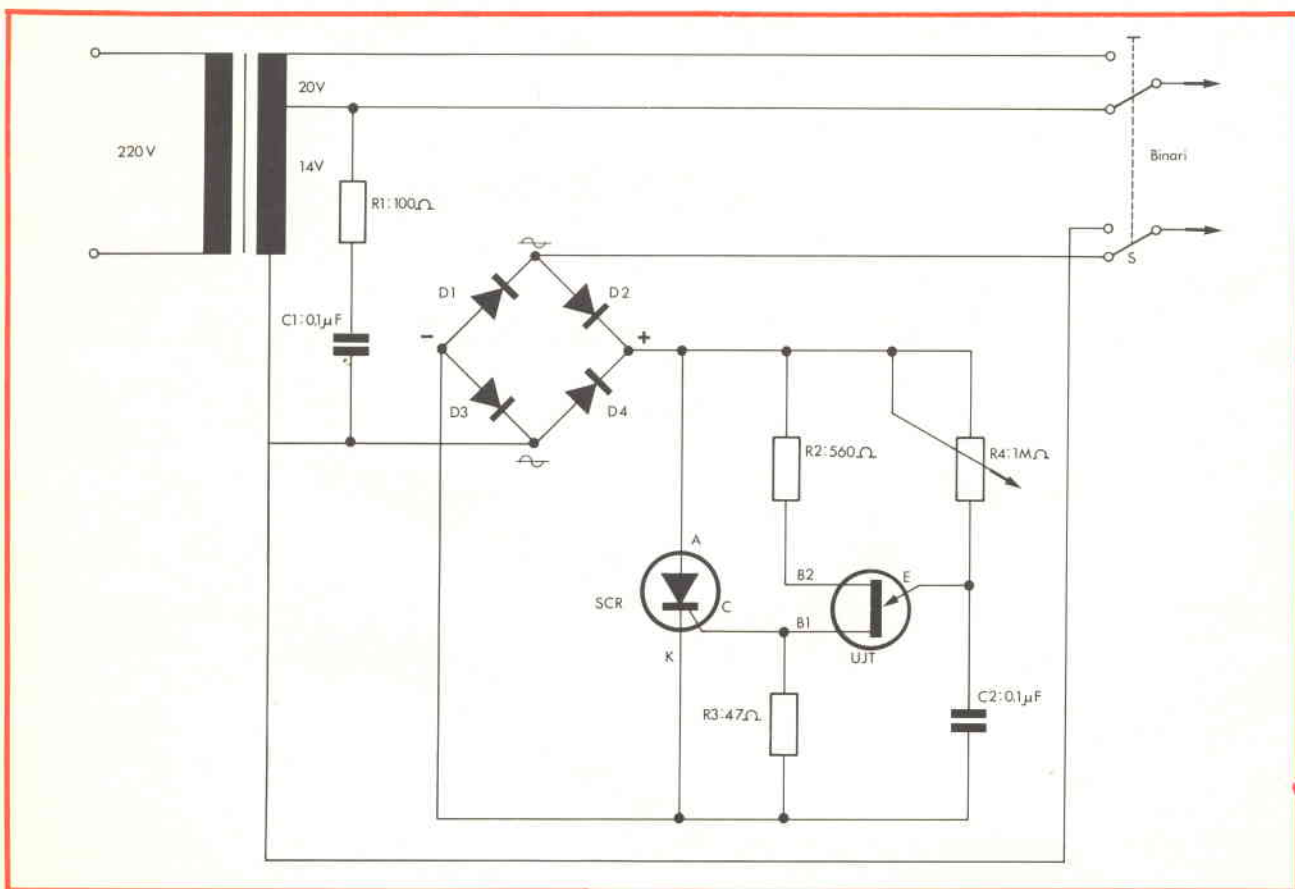 220V
20V
14V
R1:100Ω
C1:0.1µF
Binari
S
D1
D2
D3
D4
−
+
R2:560Ω
R4:1MΩ
A
SCR
C
K
B2
B1
E
UJT
R3:47Ω
C2:0.1µF